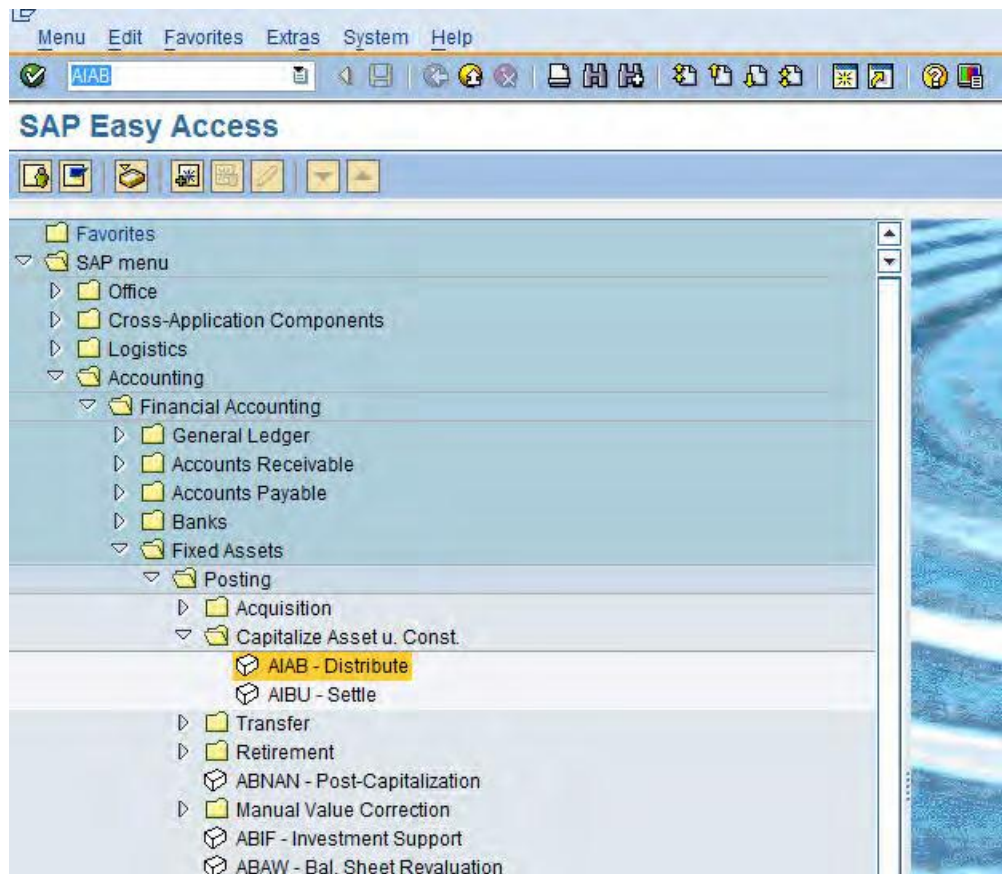 Menu Edit Favorites Extras System Help
AIAB
SAP Easy Access
Favorites
SAP menu
Office
Cross-Application Components
Logistics
Accounting
Financial Accounting
General Ledger
Accounts Receivable
Accounts Payable
Banks
Fixed Assets
Posting
Acquisition
Capitalize Asset u. Const.
AIAB - Distribute
AIBU - Settle
Transfer
Retirement
ABNAN - Post-Capitalization
Manual Value Correction
ABIF - Investment Support
ABAW - Bal. Sheet Revaluation